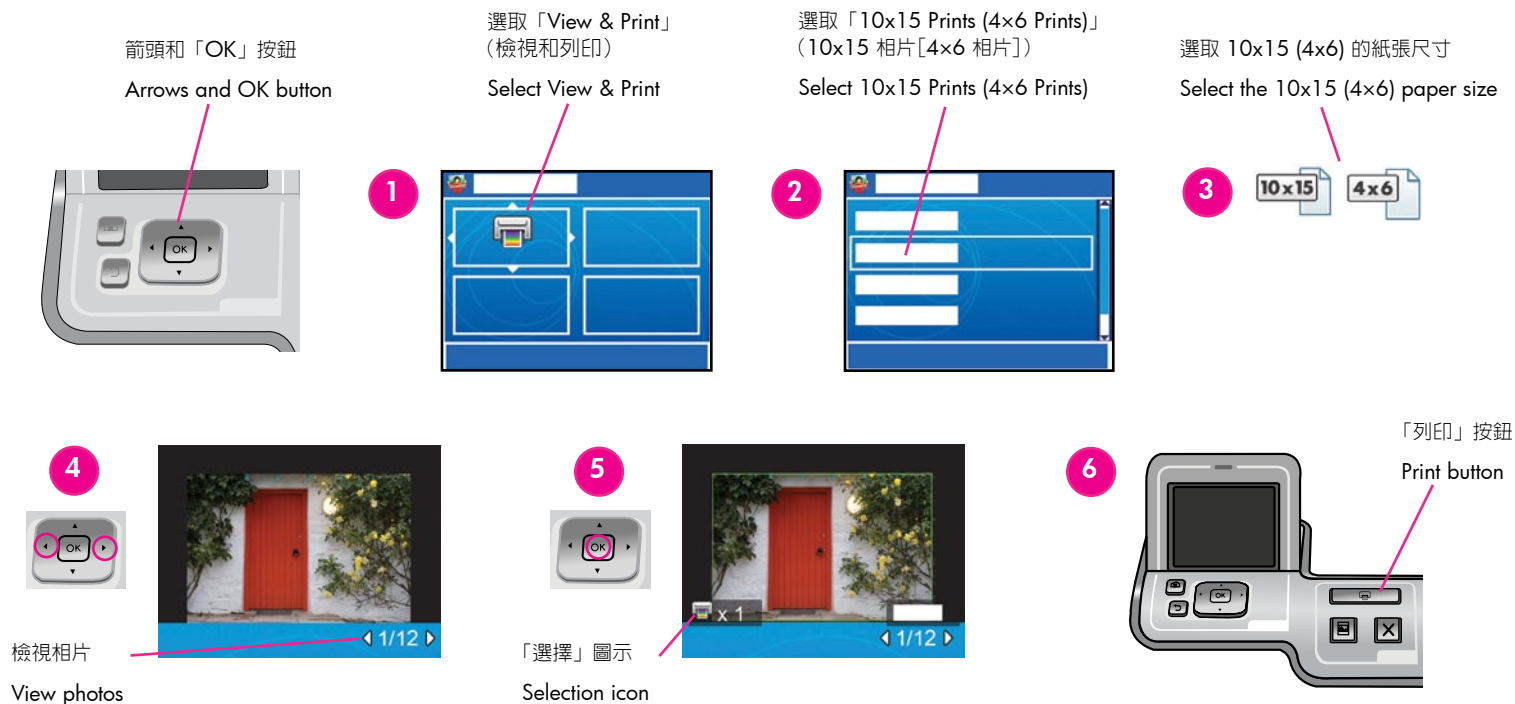 箭頭和「OK」按鈕
Arrows and OK button
選取「View & Print」
（檢視和列印）
Select View & Print
選取「10x15 Prints (4×6 Prints)」
（10x15 相片［4×6 相片］）
Select 10x15 Prints (4×6 Prints)
選取 10x15 (4x6) 的紙張尺寸
Select the 10x15 (4×6) paper size
OK
1
2
3
10x15
4x6
4
OK
1/12
檢視相片
View photos
5
OK
x 1
1/12
「選擇」圖示
Selection icon
6
OK
「列印」按鈕
Print button